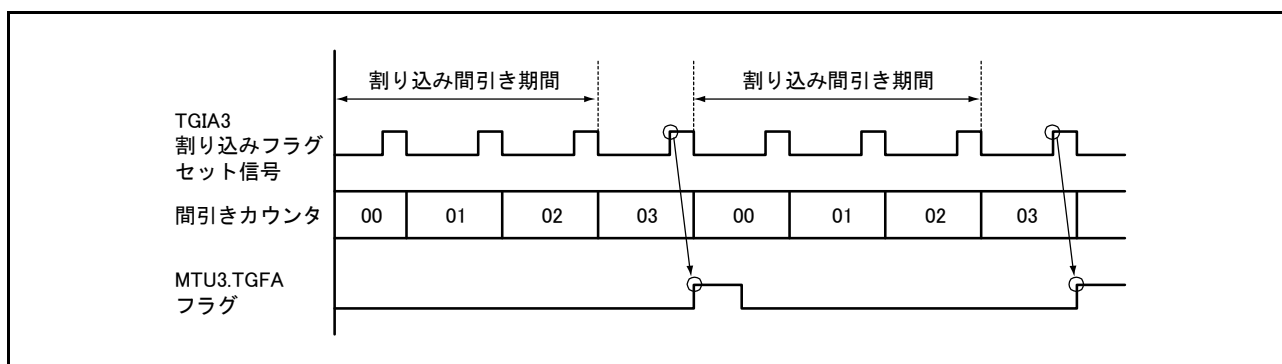 割り込み間引き期間
割り込み間引き期間
TGIA3
割り込みフラグ
セット信号
間引きカウンタ 00 01 02 03 00 01 02 03
MTU3.TGFA
フラグ